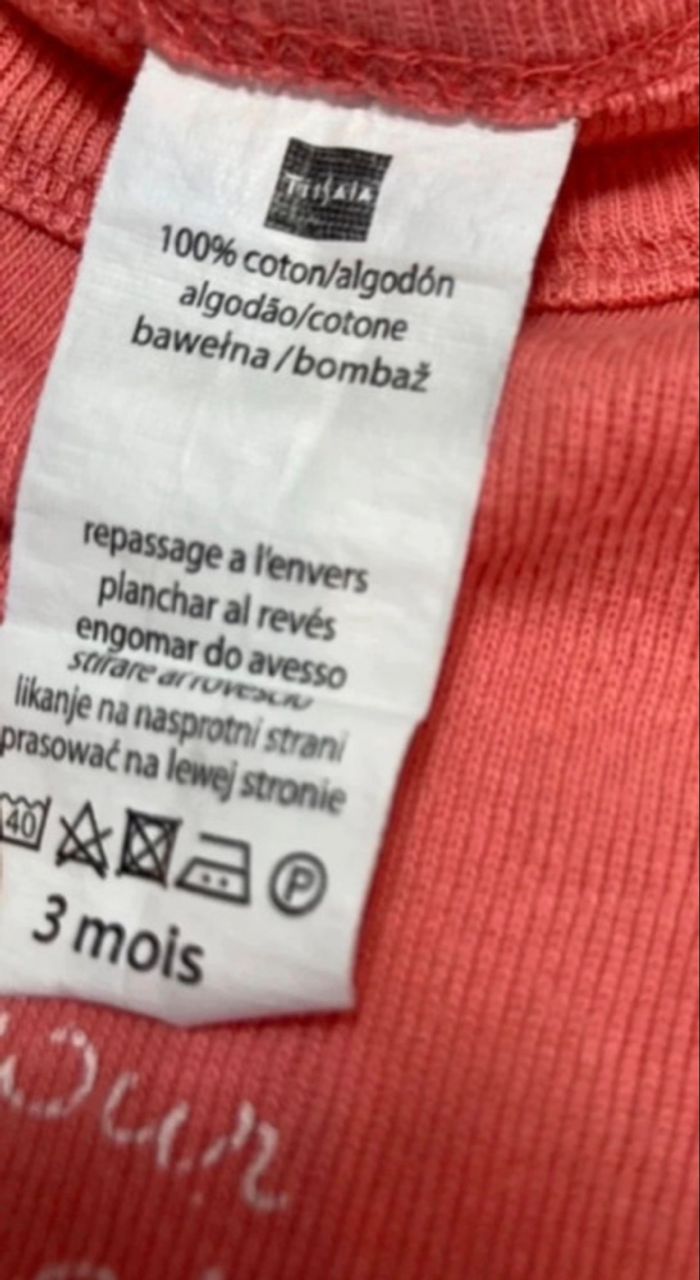 TISSAIA
100% coton/algodón
algodão/cotone
bawełna / bombaž
repassage a l'envers
planchar al revés
engomar do avesso
stirare al rovescio
likanje na nasprotni strani
prasować na lewej stronie
40
P
3 mois